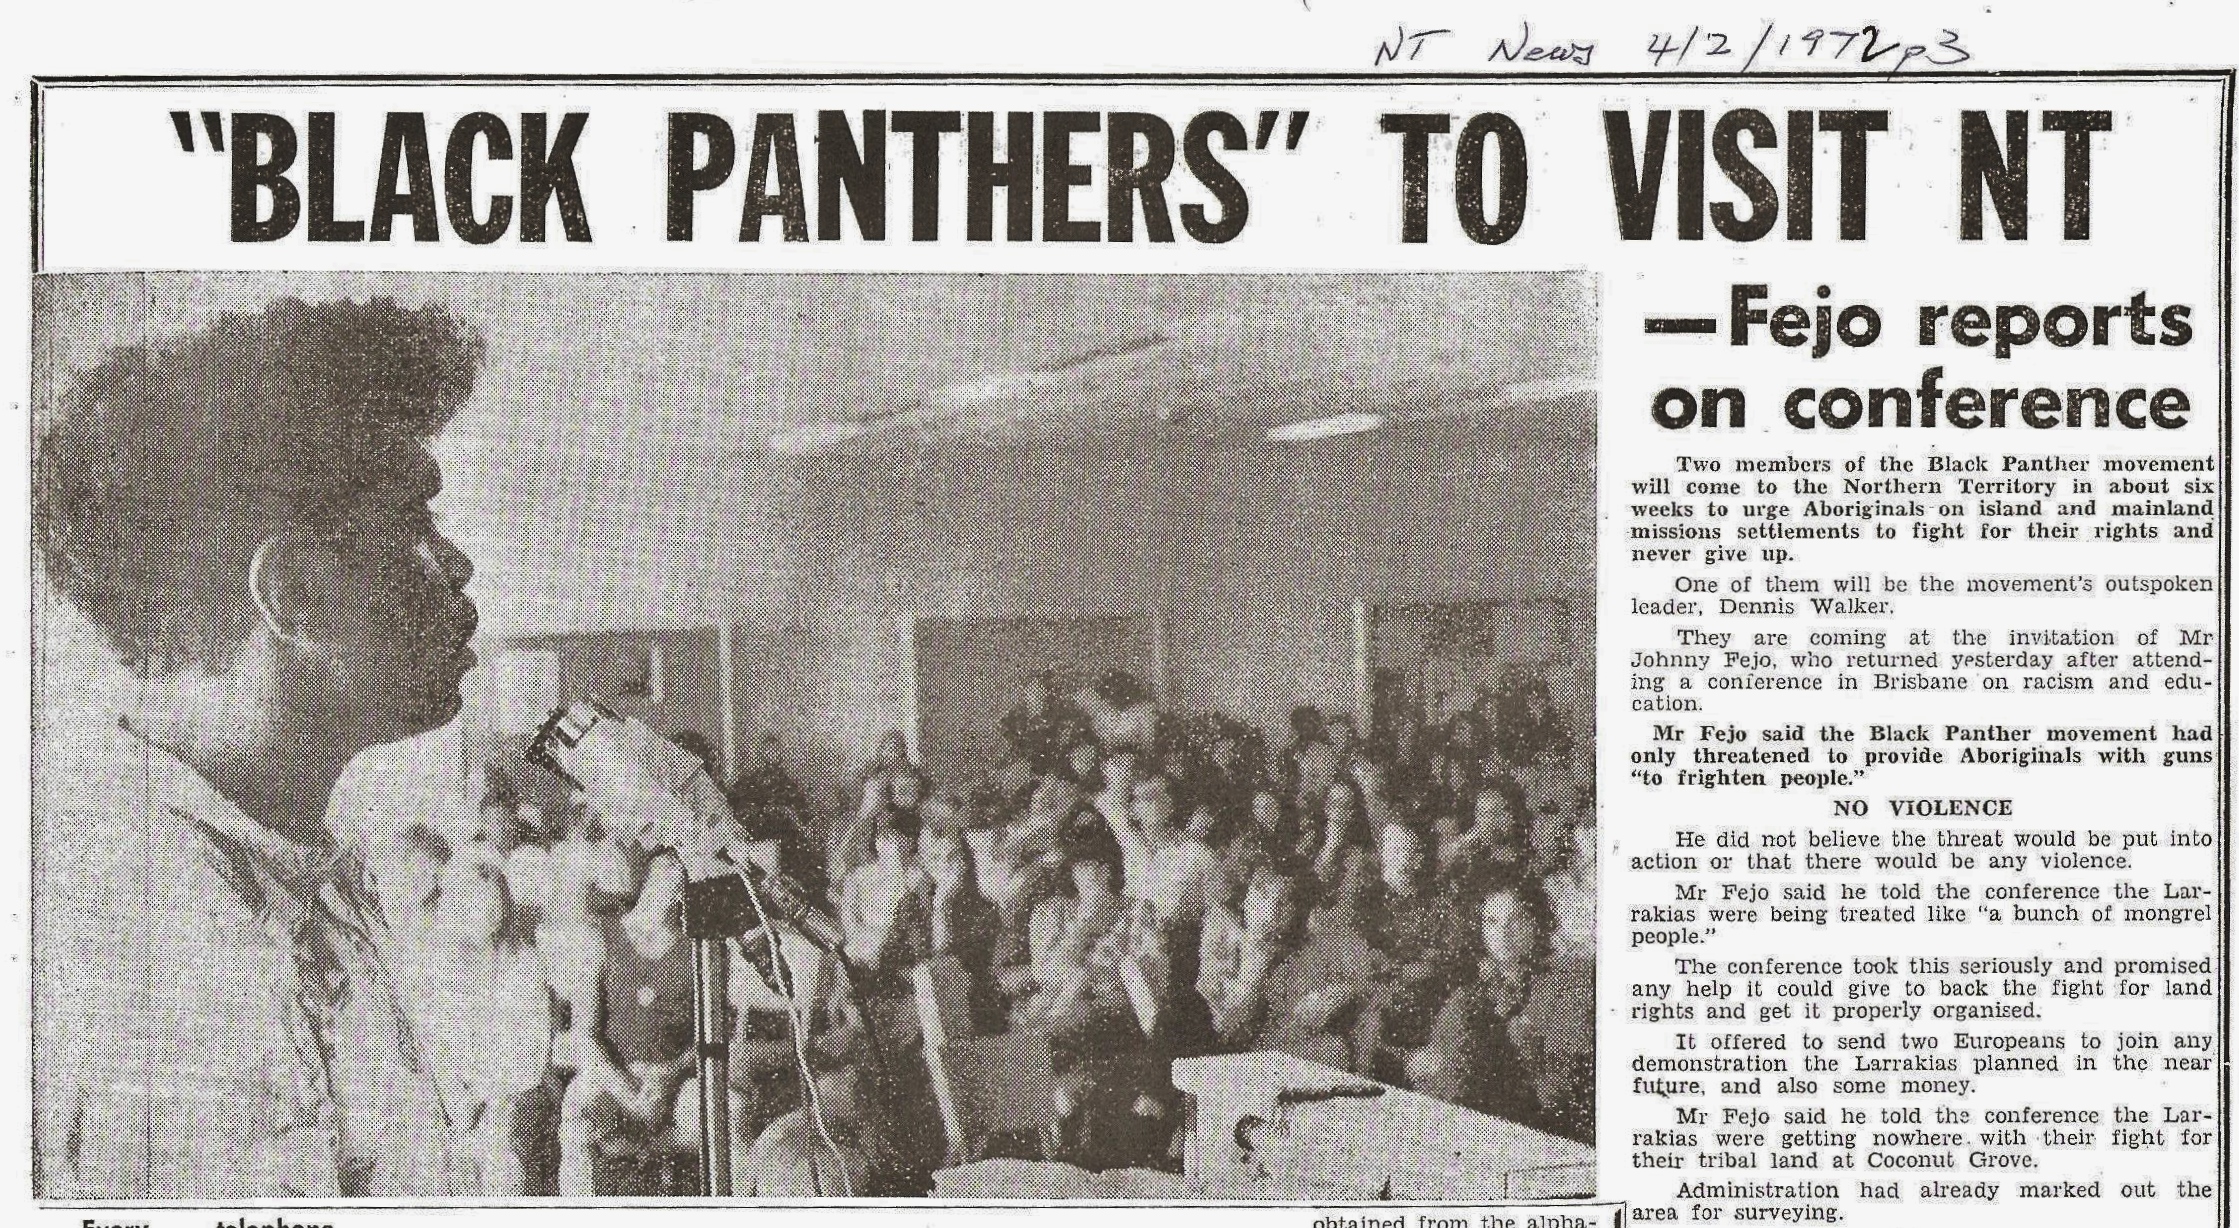 NT News 4/2/1972 p3
"BLACK PANTHERS" TO VISIT NT
—Fejo reports
on conference
Two members of the Black Panther movement
will come to the Northern Territory in about six
weeks to urge Aboriginals on island and mainland
missions settlements to fight for their rights and
never give up.
One of them will be the movement's outspoken
leader, Dennis Walker.
They are coming at the invitation of Mr
Johnny Fejo, who returned yesterday after attend-
ing a conference in Brisbane on racism and edu-
cation.
Mr Fejo said the Black Panther movement had
only threatened to provide Aboriginals with guns
"to frighten people."
NO VIOLENCE
He did not believe the threat would be put into
action or that there would be any violence.
Mr Fejo said he told the conference the Lar-
rakias were being treated like "a bunch of mongrel
people."
The conference took this seriously and promised
any help it could give to back the fight for land
rights and get it properly organised.
It offered to send two Europeans to join any
demonstration the Larrakias planned in the near
future, and also some money.
Mr Fejo said he told the conference the Lar-
rakias were getting nowhere with their fight for
their tribal land at Coconut Grove.
Administration had already marked out the
area for surveying.
Every telephone
obtained from the alpha-